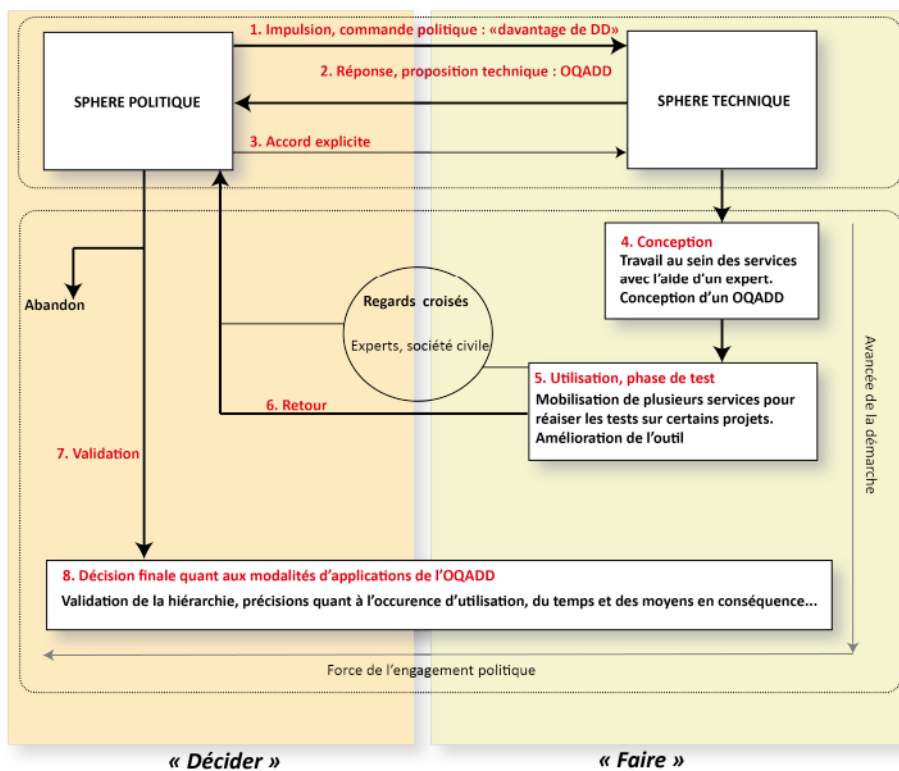 1. Impulsion, commande politique : «davantage de DD»
2. Réponse, proposition technique : OQADD
SPHERE POLITIQUE
SPHERE TECHNIQUE
3. Accord explicite
4. Conception
Travail au sein des services
avec l'aide d'un expert.
Conception d'un OQADD
Abandon
Regards croisés
Experts, société civile
5. Utilisation, phase de test
Mobilisation de plusieurs services pour
réaiser les tests sur certains projets.
Amélioration de l'outil
6. Retour
7. Validation
Avancée de la démarche
8. Décision finale quant aux modalités d'applications de l'OQADD
Validation de la hiérarchie, précisions quant à l'occurence d'utilisation, du temps et des moyens en conséquence...
Force de l'engagement politique
« Décider »
« Faire »